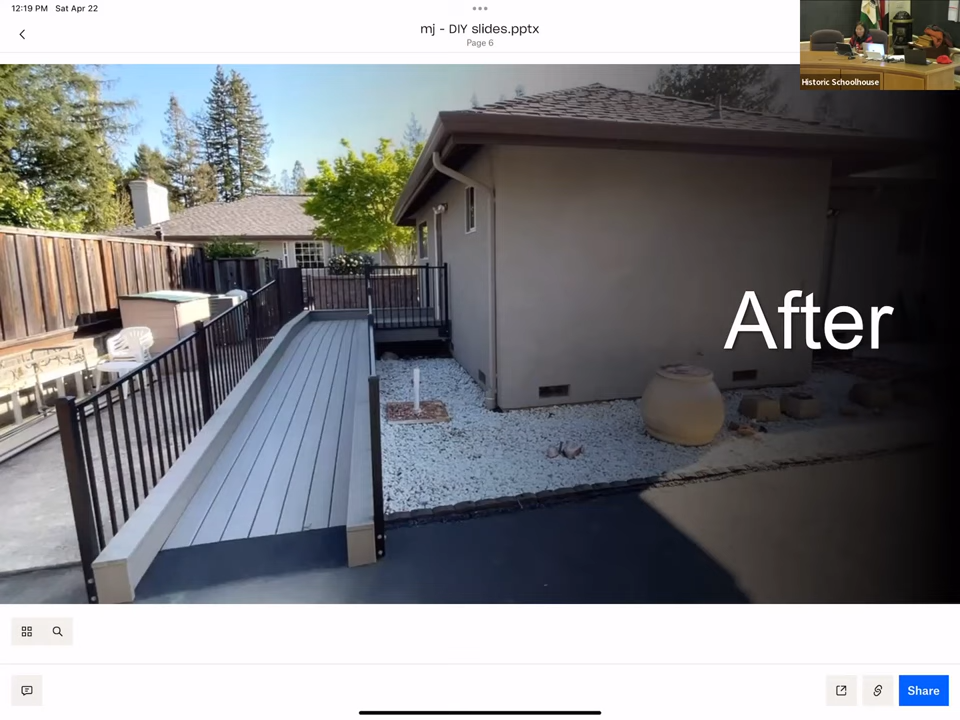 12:19 PM Sat Apr 22
mj - DIY slides.pptx
Page 6
Historic Schoolhouse
After
Share